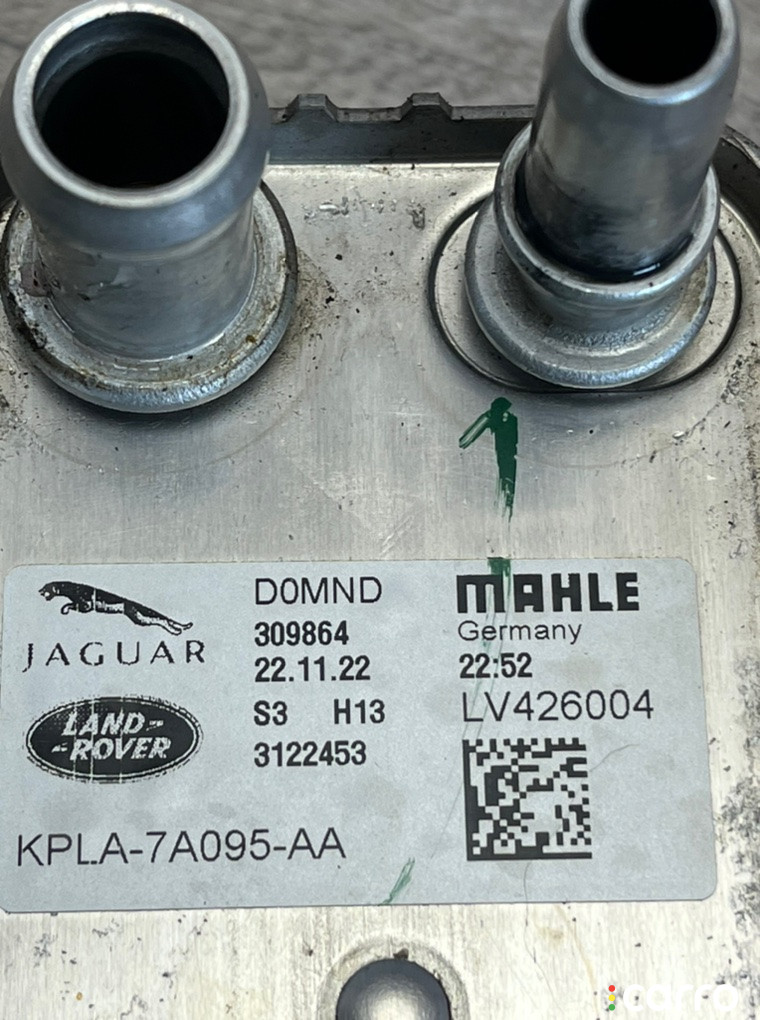 JAGUAR
LAND-
-ROVER
KPLA-7A095-AA
D0MND
309864
22.11.22
S3 H13
3122453
MAHLE
Germany
22:52
LV426004
carro